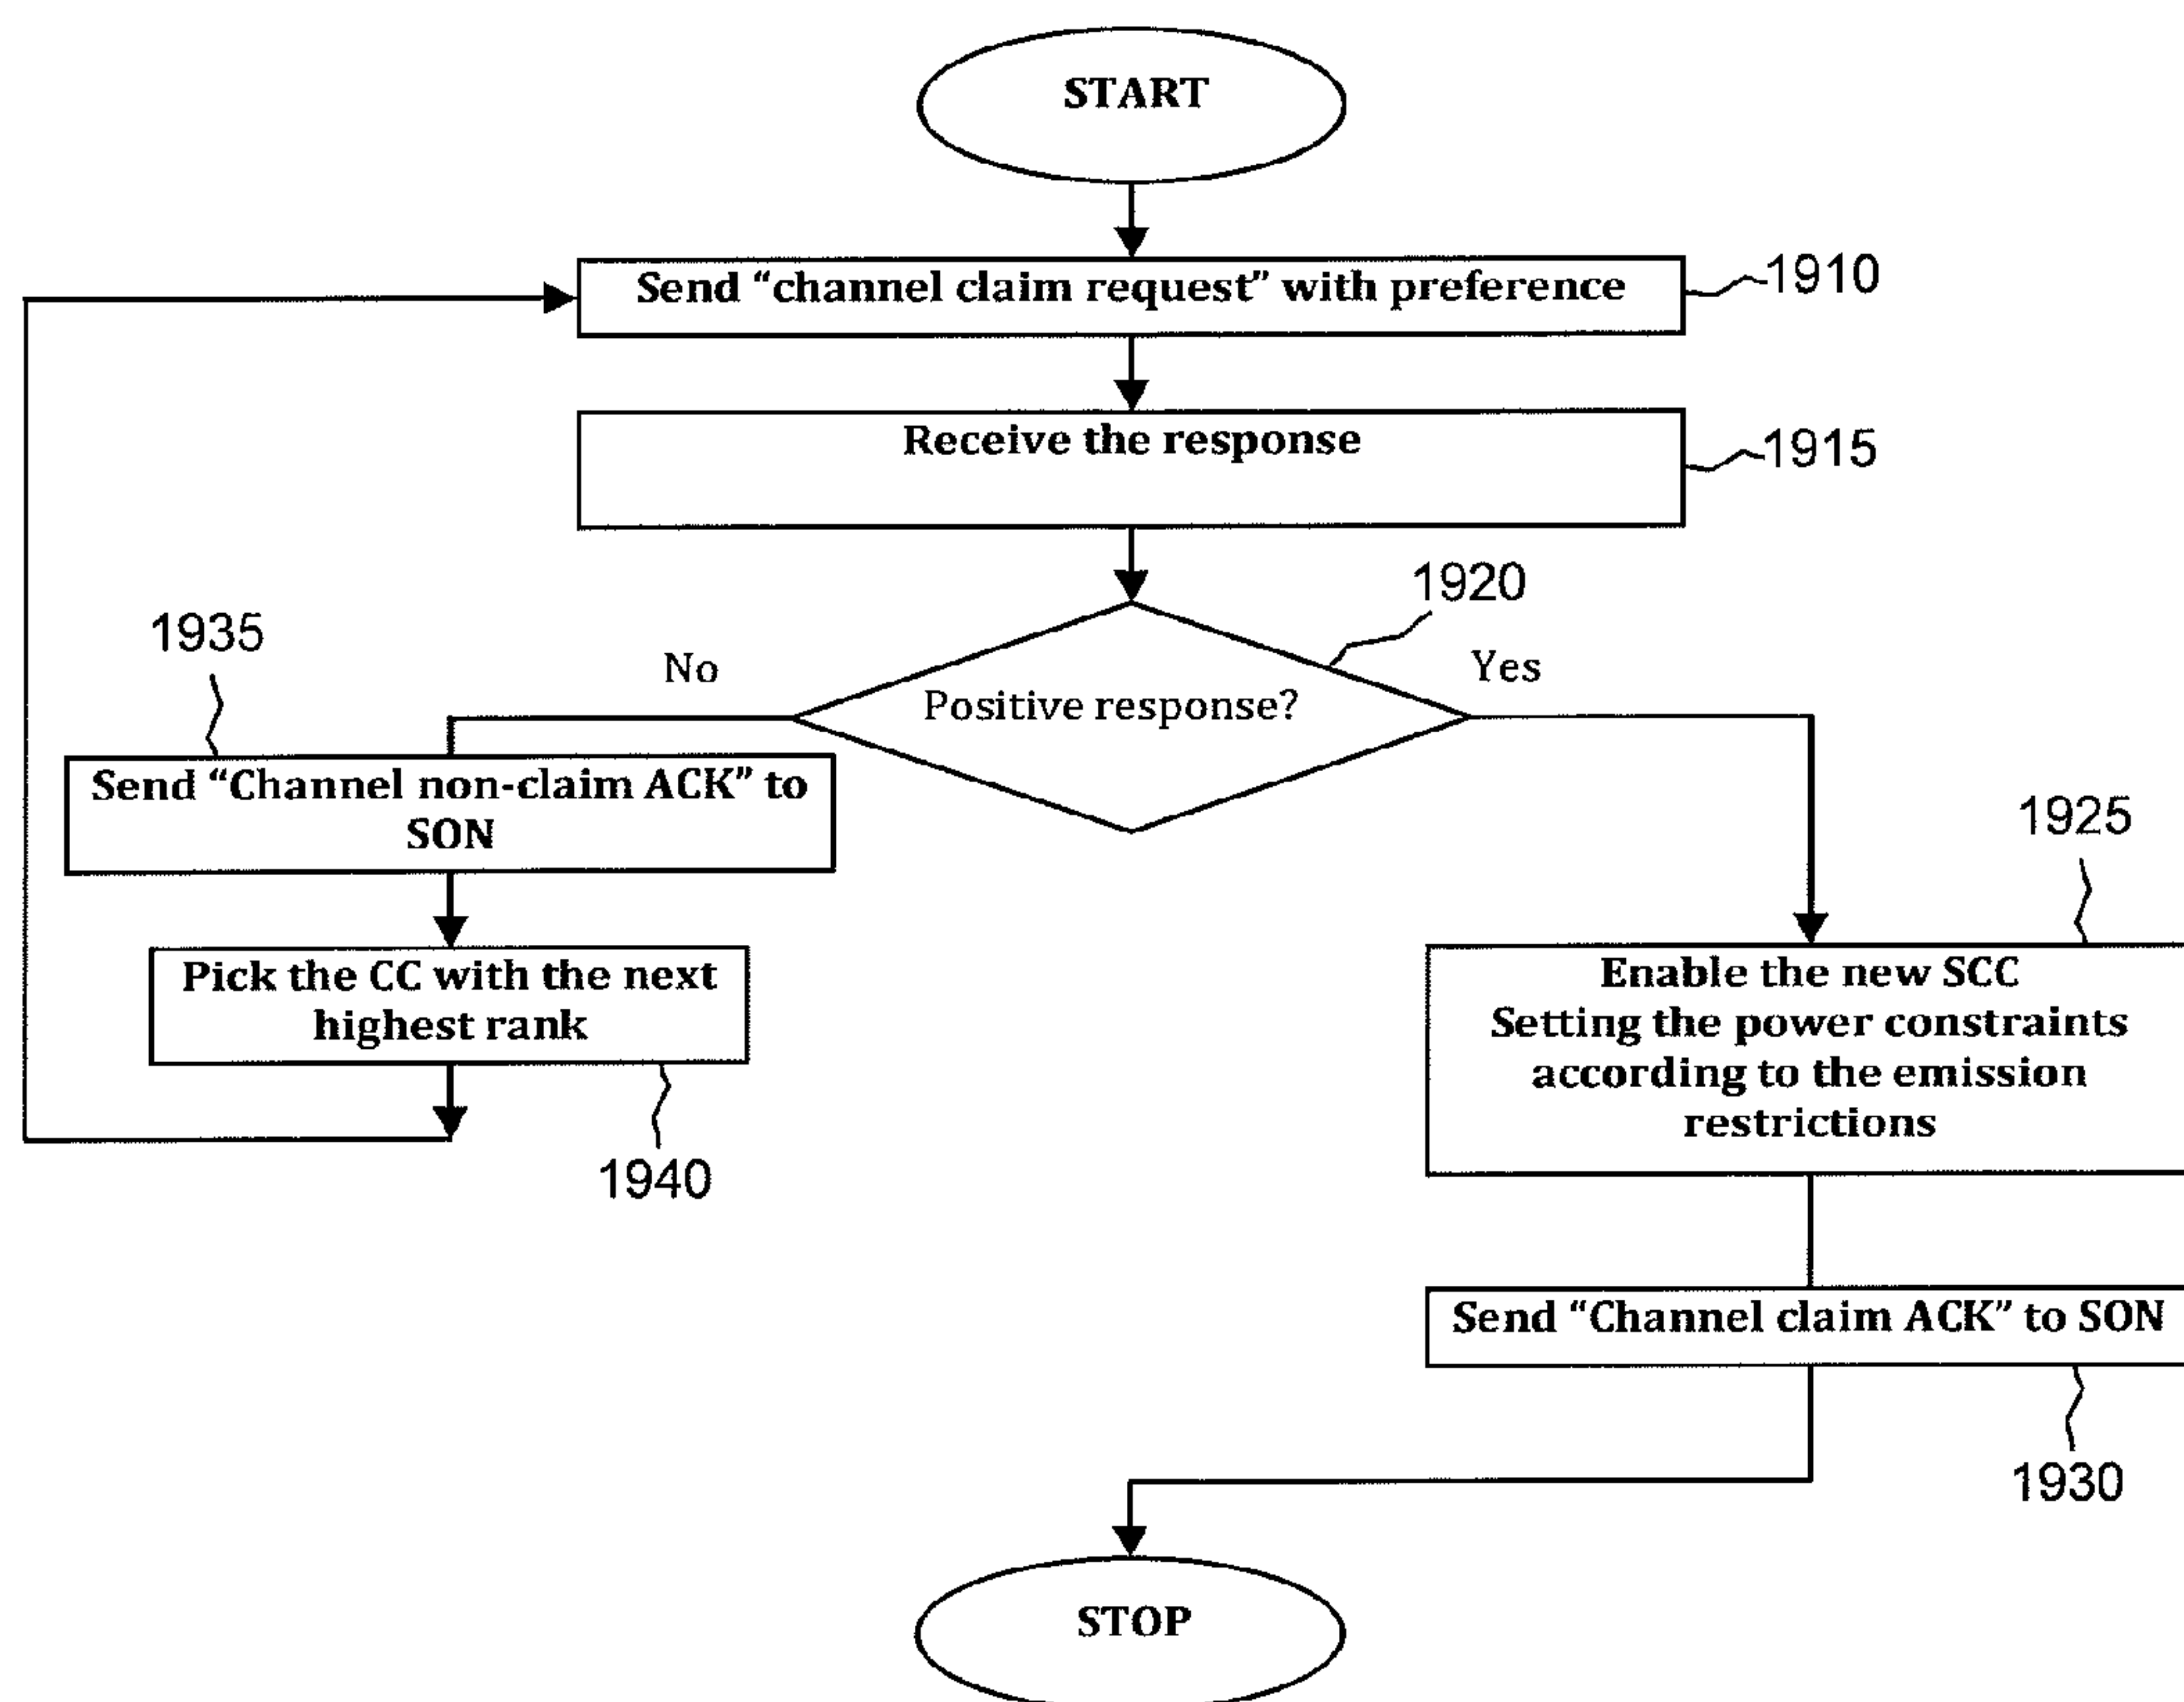 START
Send “channel claim request” with preference
1910
Receive the response
1915
1920
1935
No
Yes
Positive response?
Send “Channel non-claim ACK” to
SON
1925
Pick the CC with the next
highest rank
Enable the new SCC
Setting the power constraints
according to the emission
restrictions
1940
Send “Channel claim ACK” to SON
1930
STOP